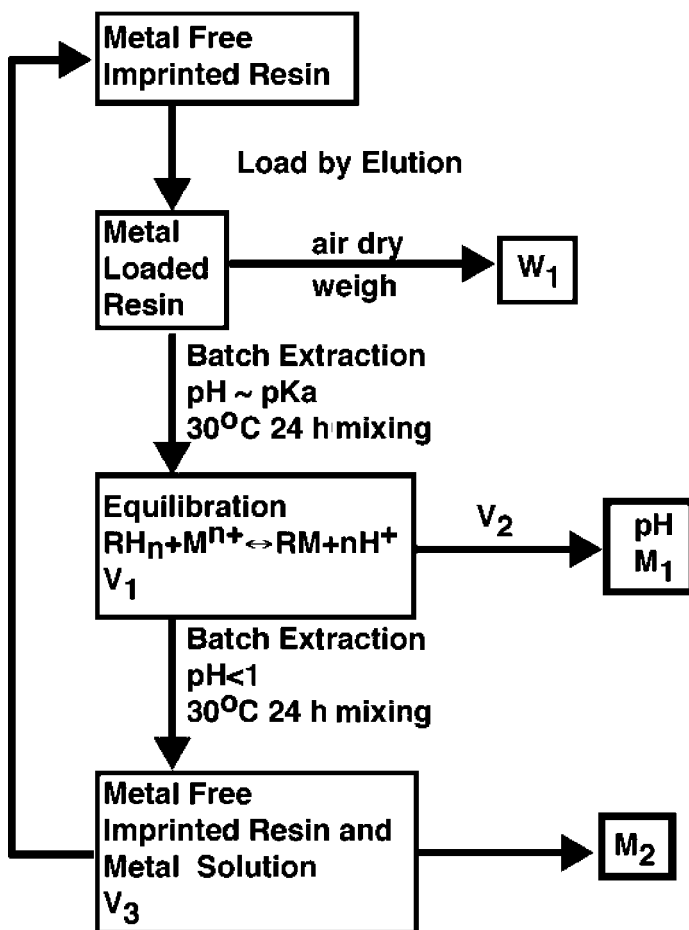 Metal Free
Imprinted Resin
Load by Elution
Metal
Loaded
Resin
air dry
weigh
W1
Batch Extraction
pH ~ pKa
30°C 24 h mixing
Equilibration
RHn+Mn+↔RM+nH+
V1
V2
pH
M1
Batch Extraction
pH<1
30°C 24 h mixing
Metal Free
Imprinted Resin and
Metal Solution
V3
M2